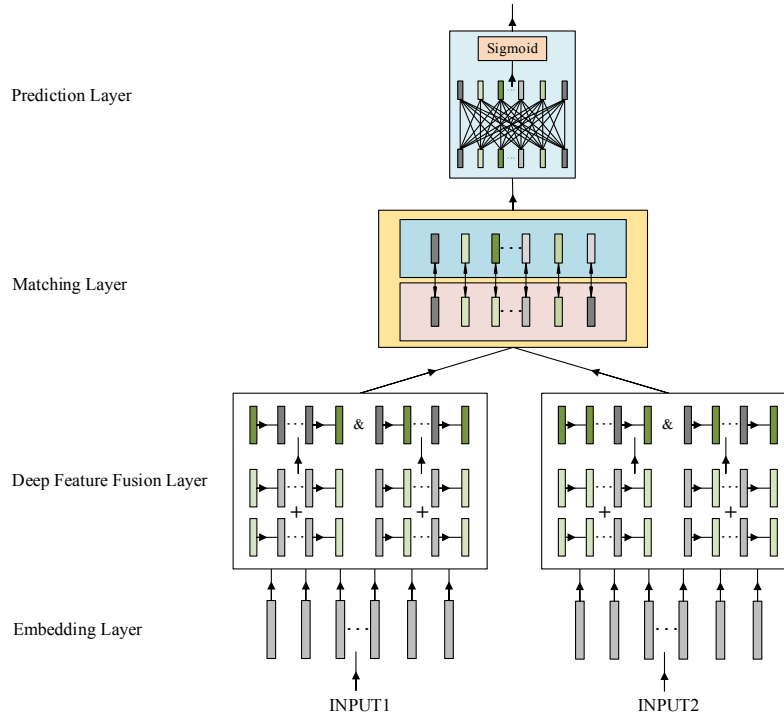 Sigmoid
Prediction Layer
Matching Layer
& &
& &
Deep Feature Fusion Layer
+ + + +
Embedding Layer
INPUT1 INPUT2